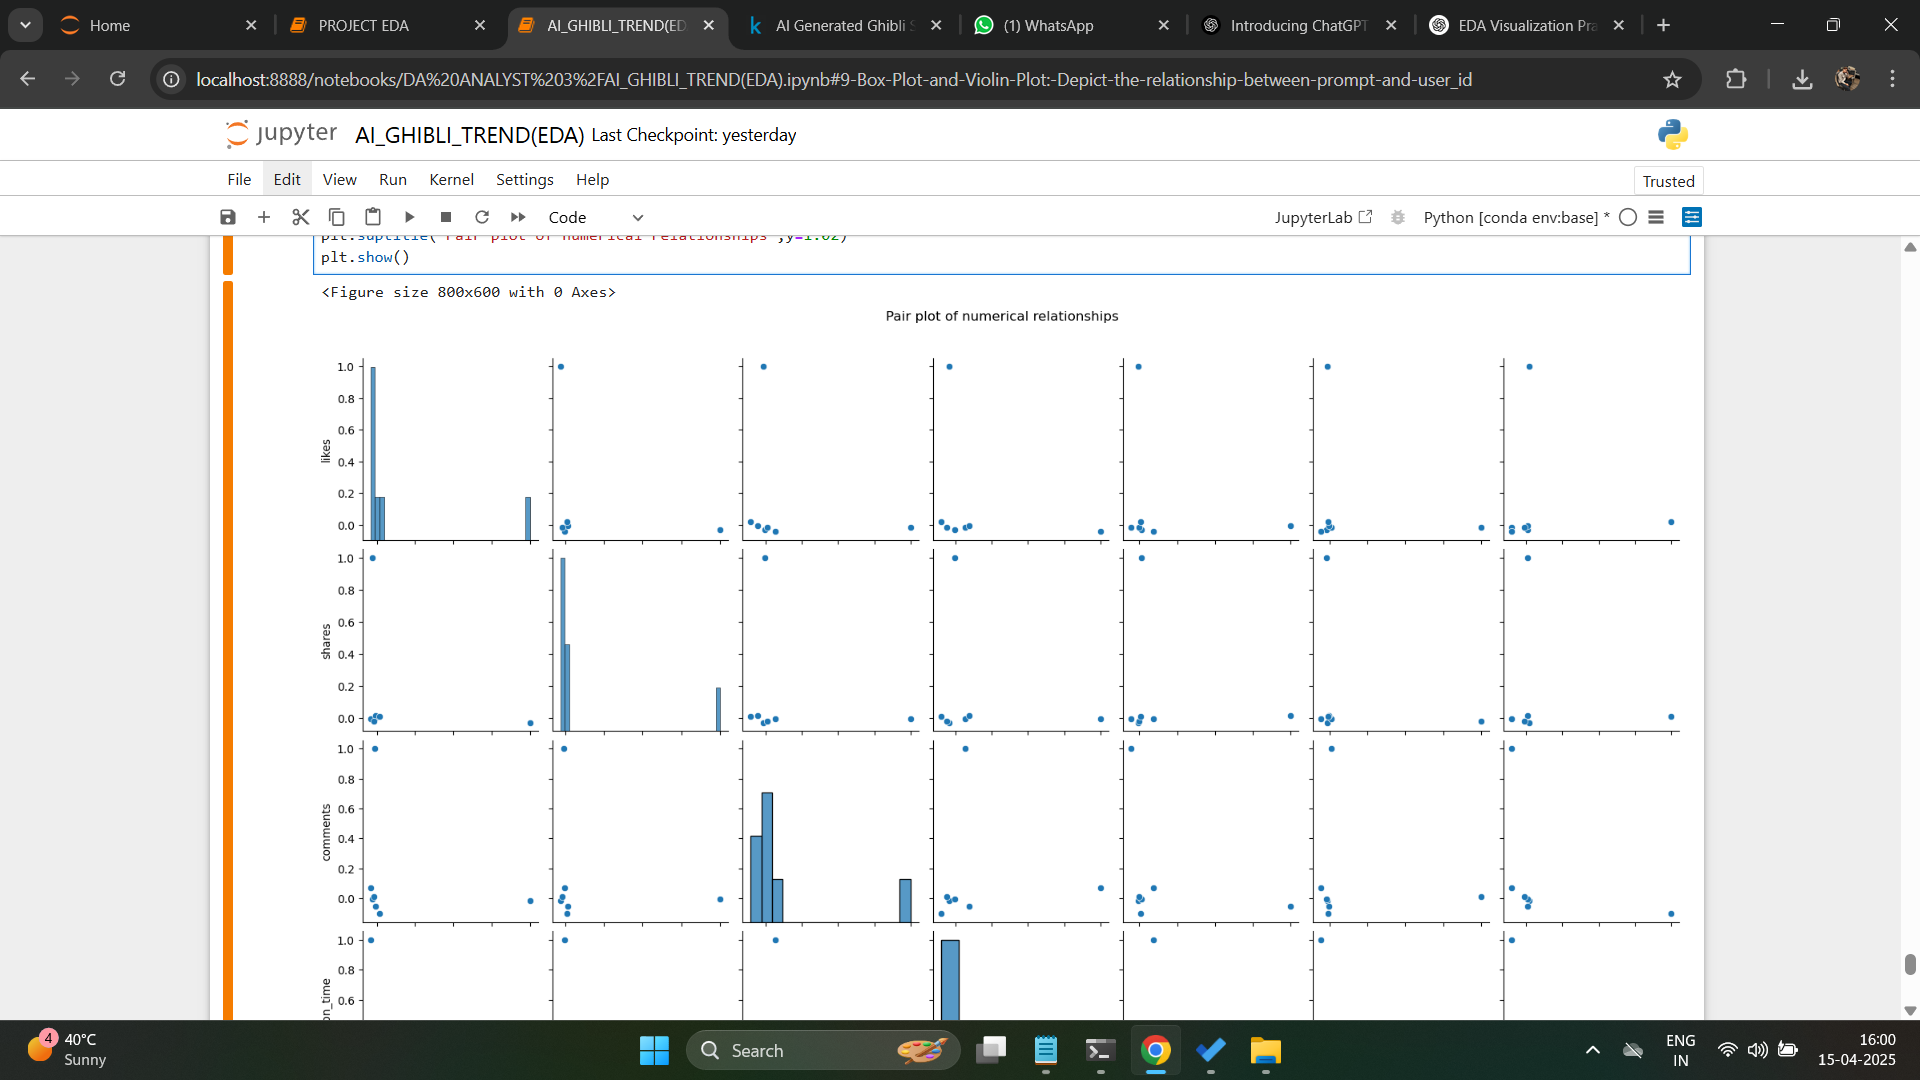 Home
PROJECT EDA
AI_GHIBLI_TREND(ED
AI Generated Ghibli S
(1) WhatsApp
Introducing ChatGPT
EDA Visualization Pra
localhost:8888/notebooks/DA%20ANALYST%203%2FAI_GHIBLI_TREND(EDA).ipynb#9-Box-Plot-and-Violin-Plot:-Depict-the-relationship-between-prompt-and-user_id
jupyter AI_GHIBLI_TREND(EDA) Last Checkpoint: yesterday
File Edit View Run Kernel Settings Help
Trusted
Code
JupyterLab
Python [conda env:base] *
plt.suptitle("Pair plot of numerical relationships",y=1.02)
plt.show()
<Figure size 800x600 with 0 Axes>
Pair plot of numerical relationships
1.0
0.8
0.6
0.4
0.2
0.0
likes
1.0
0.8
0.6
0.4
0.2
0.0
shares
1.0
0.8
0.6
0.4
0.2
0.0
comments
1.0
0.8
0.6
on_time
4
40°C
Sunny
Search
ENG
IN
16:00
15-04-2025